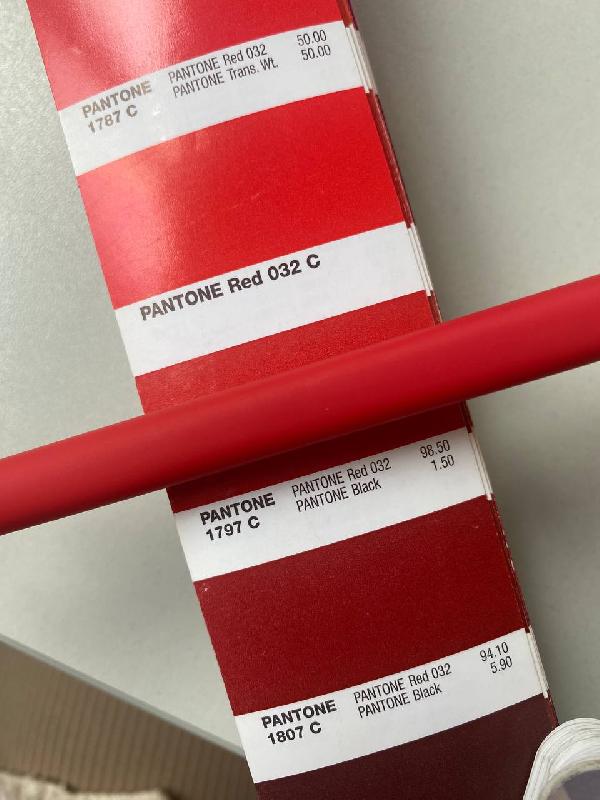 PANTONE PANTONE Red 032 50.00
1787 C PANTONE Trans. Wt. 50.00
PANTONE Red 032 C
PANTONE PANTONE Red 032 98.50
1797 C PANTONE Black 1.50
PANTONE PANTONE Red 032 94.10
1807 C PANTONE Black 5.90